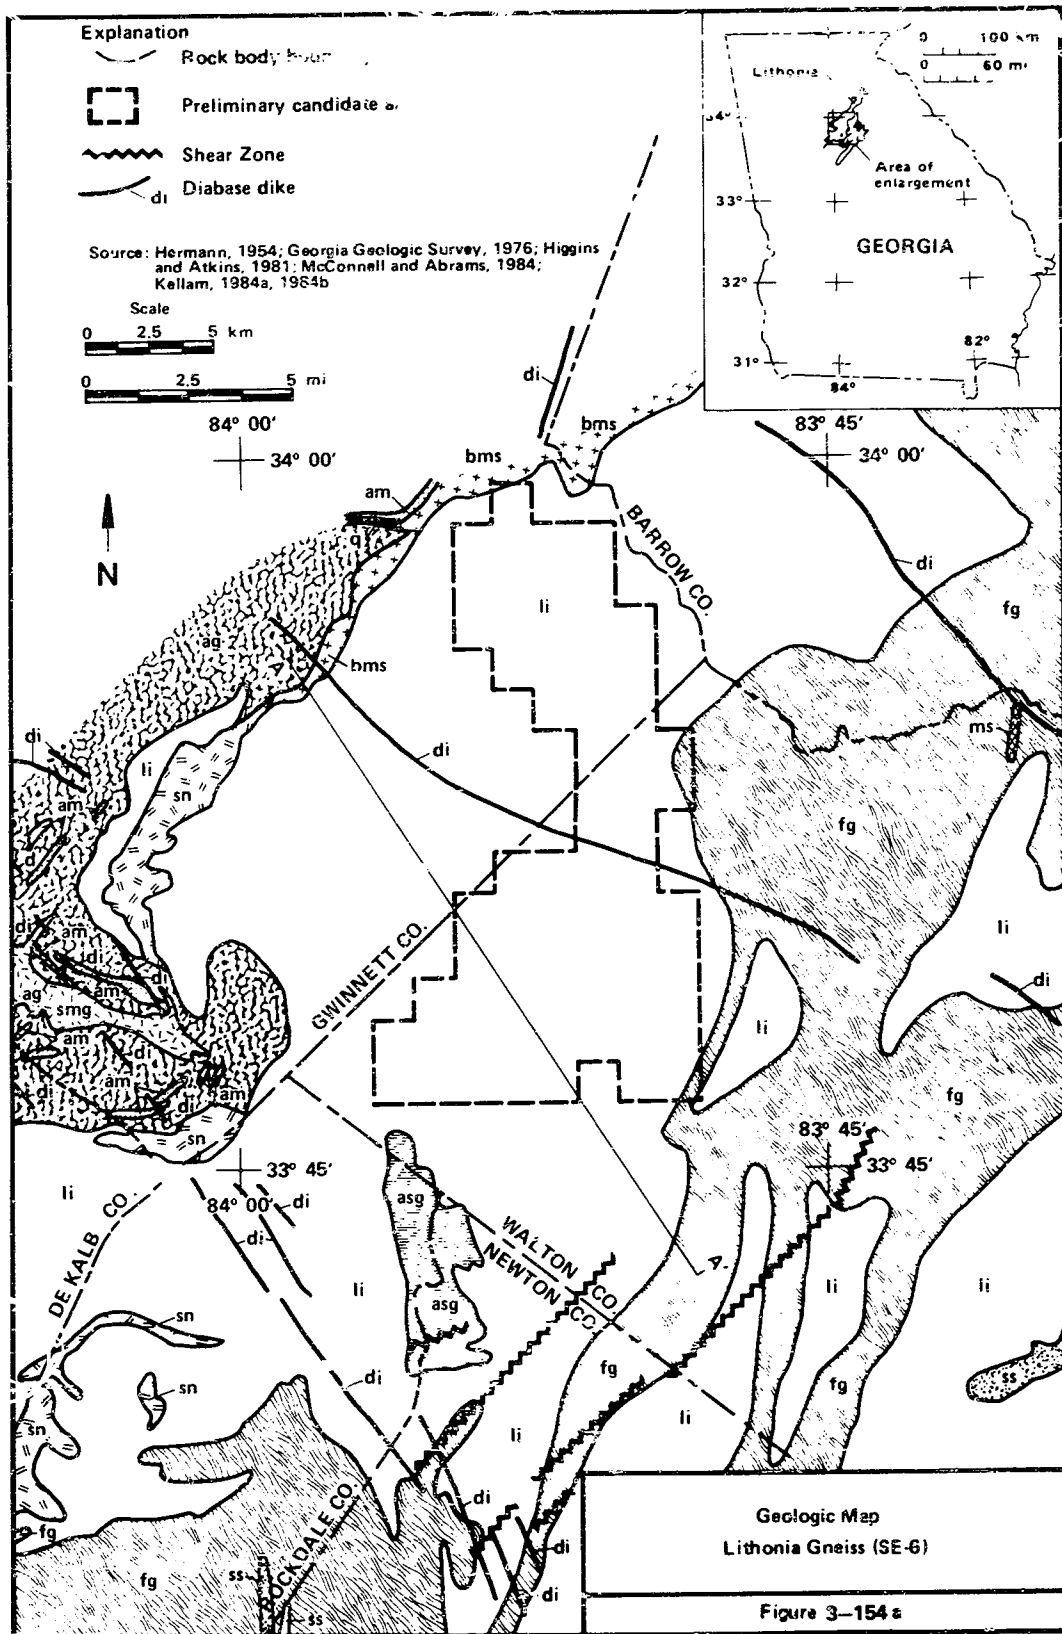 Explanation
Rock body
Preliminary candidate
Shear Zone
di Diabase dike
Source: Hermann, 1954; Georgia Geologic Survey, 1976; Higgins
and Atkins, 1981; McConnell and Abrams, 1984;
Kellam, 1984a, 1984b
Scale
0 2.5 5 km
0 2.5 5 mi
0 100 km
0 60 mi
Lithonia
34°
Area of
enlargement
33°
GEORGIA
32°
82°
31°
84°
di
bms
84° 00'
83° 45'
34° 00'
34° 00'
bms
am
q
BARROW CO.
di
N
li
fg
ag
bms
ms
di
di
li
sn
am
fg
d
li
am
di
di
di
di
am
ag
smg
GWINNETT CO.
am
di
li
am
fg
di
di
am
sn
83° 45'
33° 45'
33° 45'
li
84° 00'
di
asg
di
DE KALB CO.
WALTON CO.
NEWTON CO.
A
li
li
li
asg
sn
di
fg
fg
ss
sn
sn
li
li
di
ROCKDALE CO.
fg
fg
ss
di
di
ss
Geologic Map
Lithonia Gneiss (SE-6)
Figure 3-154a